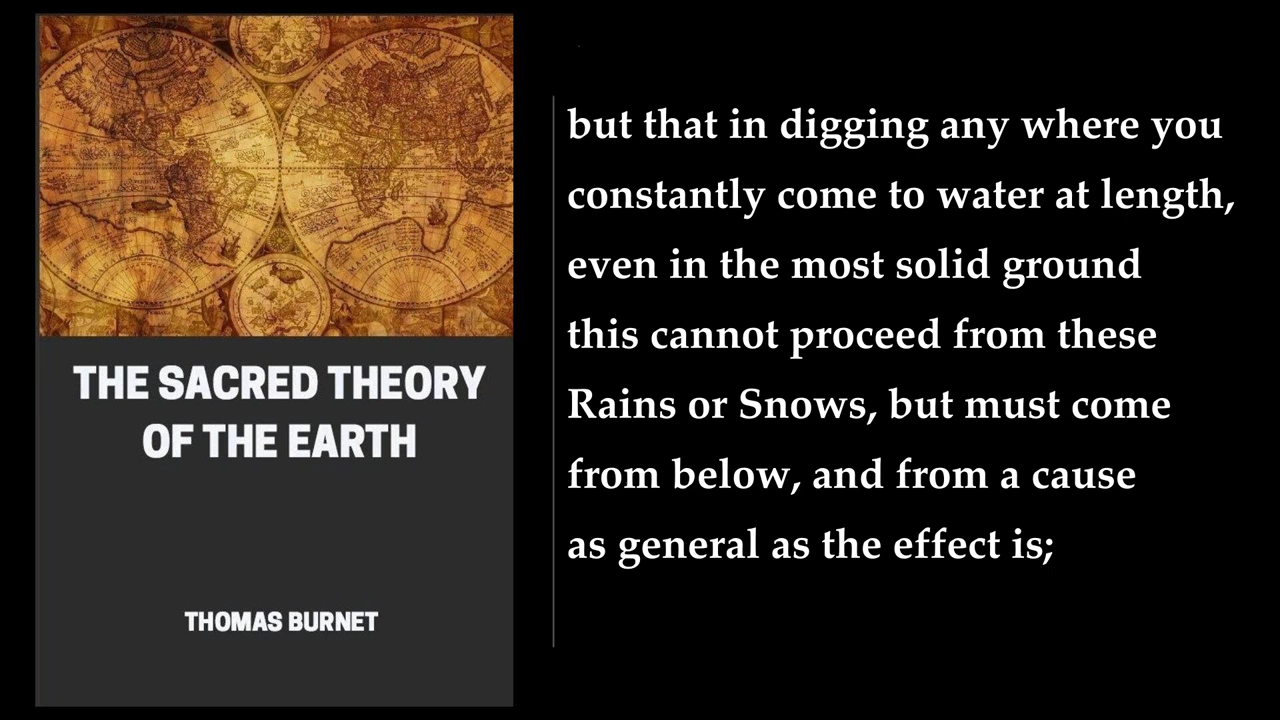 THE SACRED THEORY
OF THE EARTH
THOMAS BURNET
but that in digging any where you
constantly come to water at length,
even in the most solid ground
this cannot proceed from these
Rains or Snows, but must come
from below, and from a cause
as general as the effect is;